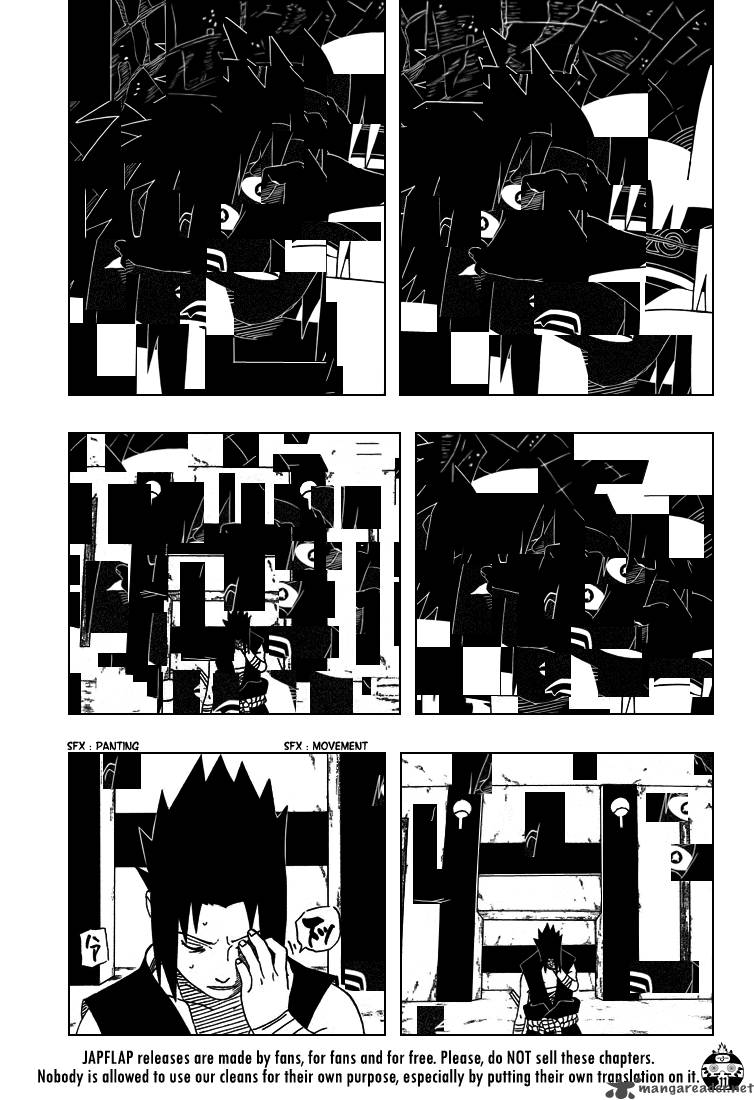 SFX : PANTING
SFX : MOVEMENT
JAPFLAP releases are made by fans, for fans and for free. Please, do NOT sell these chapters.
Nobody is allowed to use our cleans for their own purpose, especially by putting their own translation on it.
11
mangareader.net